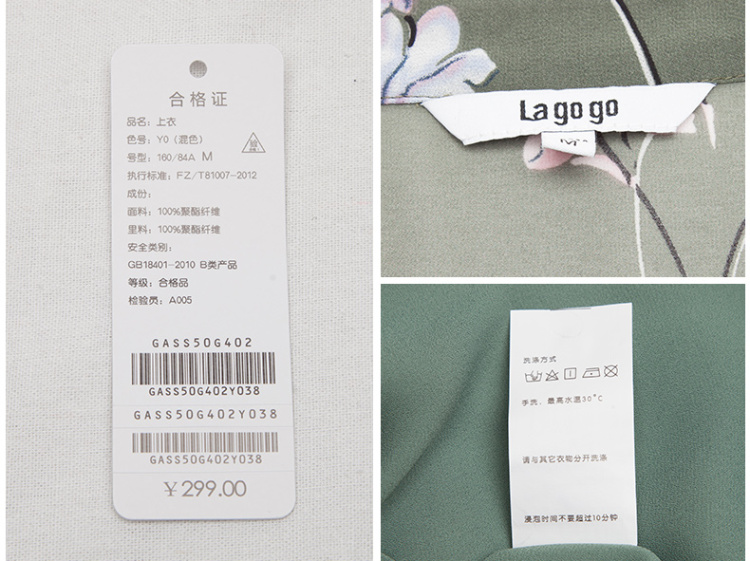 合格证
品名：上衣
色号：Y0（混色）
号型：160/84A M
执行标准：FZ/T81007-2012
成份：
面料：100%聚酯纤维
里料：100%聚酯纤维
安全类别：
GB18401-2010 B类产品
等级：合格品
检验员：A005
GASS50G402
GASS50G402Y038
GASS50G402Y038
GASS50G402Y038
￥299.00
Lagogo
M
洗涤方式
手洗，最高水温30°C
请与其它衣物分开洗涤
浸泡时间不要超过10分钟